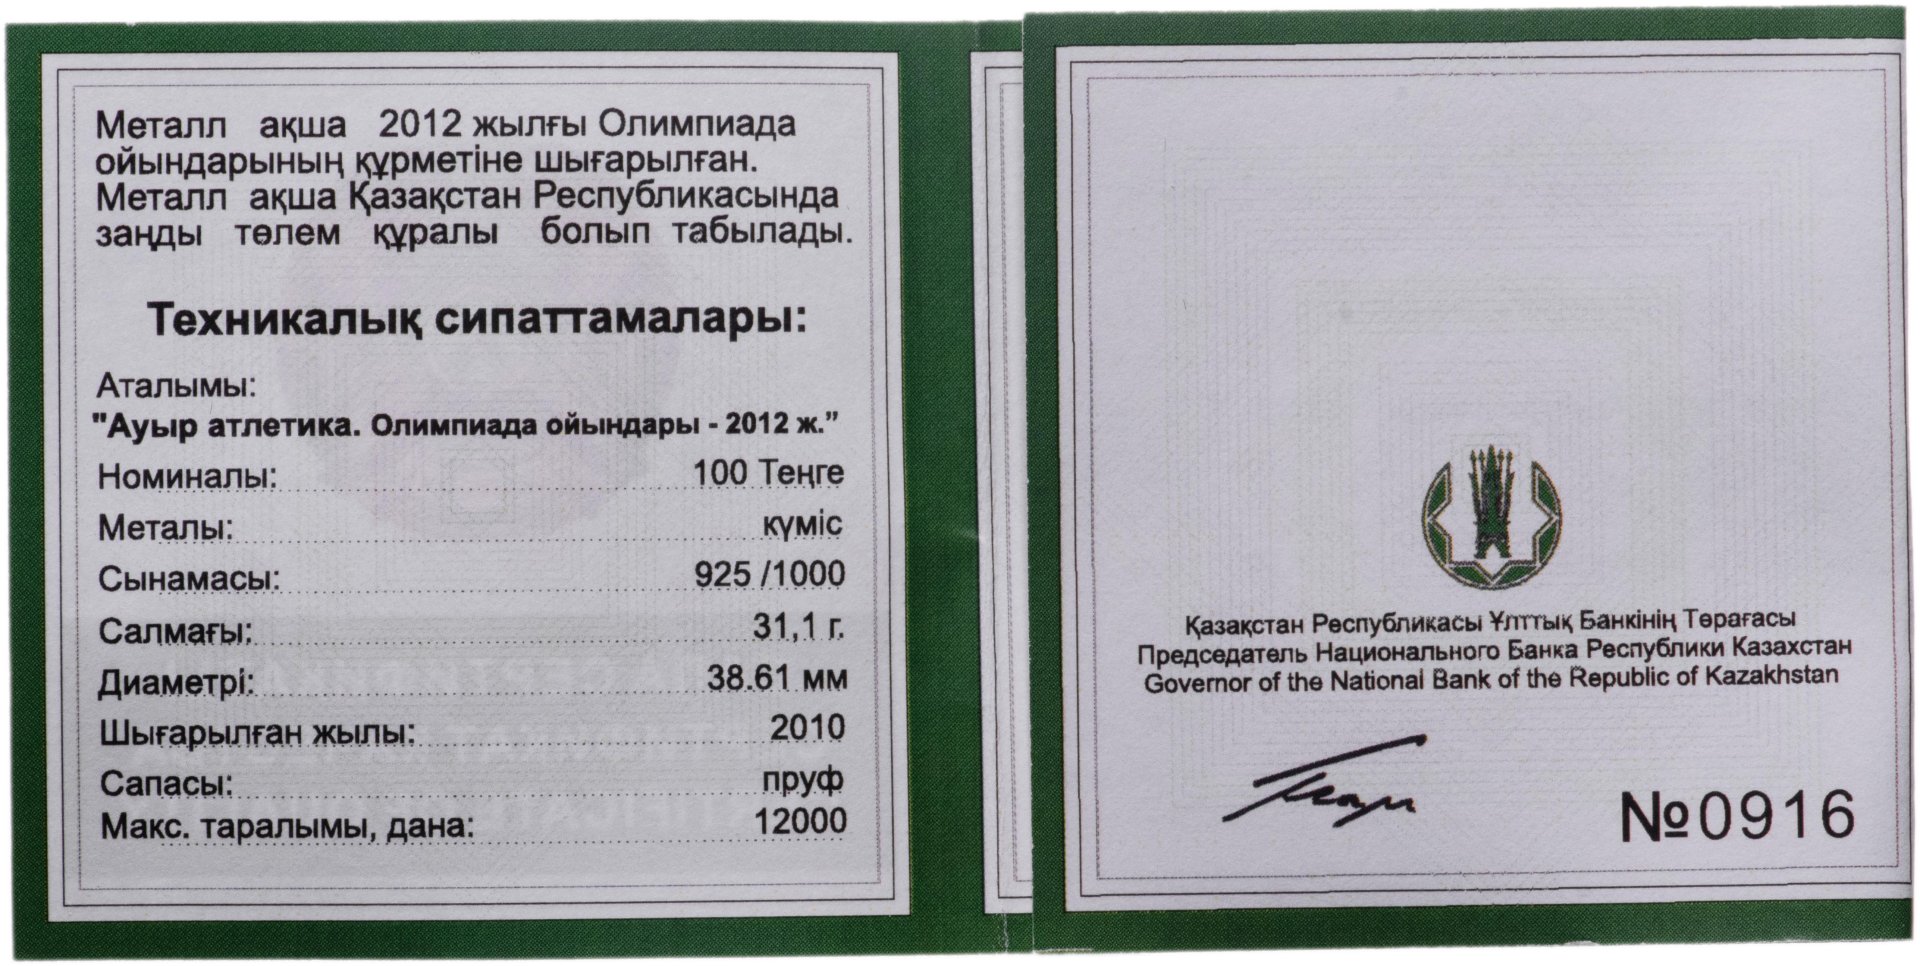 Металл ақша 2012 жылғы Олимпиада
ойындарының құрметіне шығарылған.
Металл ақша Қазақстан Республикасында
заңды төлем құралы болып табылады.
Техникалық сипаттамалары:
Аталымы:
"Ауыр атлетика. Олимпиада ойындары - 2012 ж.”
Номиналы: 100 Теңге
Металы: күміс
Сынамасы: 925 /1000
Салмағы: 31,1 г.
Диаметрі: 38.61 мм
Шығарылған жылы: 2010
Сапасы: пруф
Макс. таралымы, дана: 12000
Қазақстан Республикасы Ұлттық Банкінің Төрағасы
Председатель Национального Банка Республики Казахстан
Governor of the National Bank of the Republic of Kazakhstan
№0916